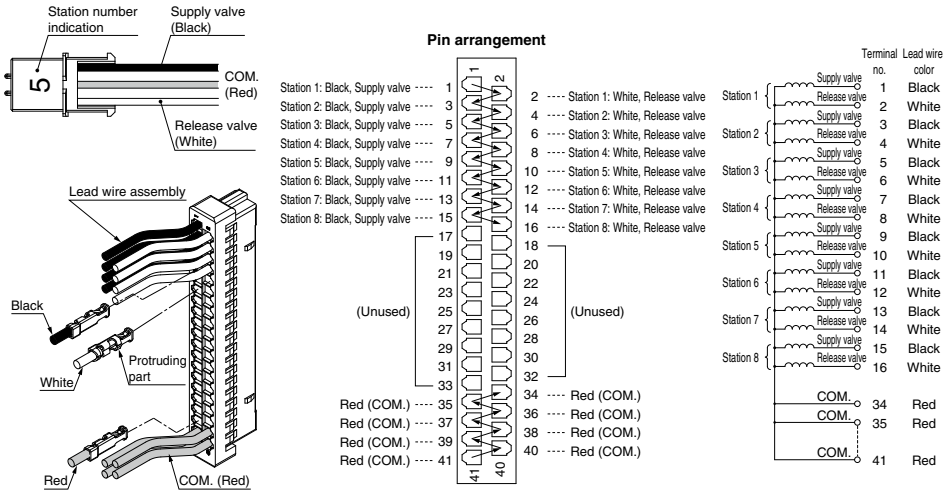 Station number
indication
Supply valve
(Black)
5
COM.
(Red)
Release valve
(White)
Lead wire assembly
Black
White
Protruding
part
Red
COM. (Red)
Pin arrangement
1
2
Station 1: Black, Supply valve 1
2 Station 1: White, Release valve
Station 2: Black, Supply valve 3
4 Station 2: White, Release valve
Station 3: Black, Supply valve 5
6 Station 3: White, Release valve
Station 4: Black, Supply valve 7
8 Station 4: White, Release valve
Station 5: Black, Supply valve 9
10 Station 5: White, Release valve
Station 6: Black, Supply valve 11
12 Station 6: White, Release valve
Station 7: Black, Supply valve 13
14 Station 7: White, Release valve
Station 8: Black, Supply valve 15
16 Station 8: White, Release valve
17
18
19
20
21
22
23
24
(Unused) 25
26 (Unused)
27
28
29
30
31
32
33
34 Red (COM.)
Red (COM.) 35
36 Red (COM.)
Red (COM.) 37
38 Red (COM.)
Red (COM.) 39
40 Red (COM.)
Red (COM.) 41
41
40
Terminal no. Lead wire color
Station 1
Supply valve 1 Black
Release valve 2 White
Station 2
Supply valve 3 Black
Release valve 4 White
Station 3
Supply valve 5 Black
Release valve 6 White
Station 4
Supply valve 7 Black
Release valve 8 White
Station 5
Supply valve 9 Black
Release valve 10 White
Station 6
Supply valve 11 Black
Release valve 12 White
Station 7
Supply valve 13 Black
Release valve 14 White
Station 8
Supply valve 15 Black
Release valve 16 White
COM. 34 Red
COM. 35 Red
COM. 41 Red